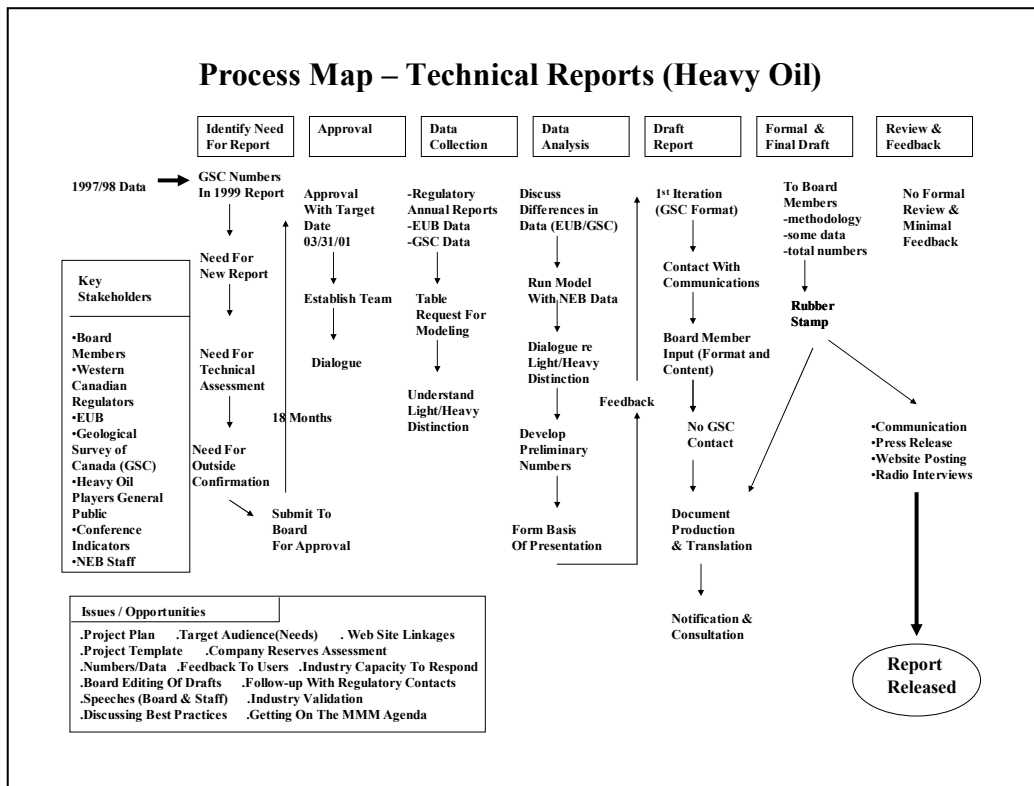 Process Map – Technical Reports (Heavy Oil)
Identify Need
For Report
Approval
Data
Collection
Data
Analysis
Draft
Report
Formal &
Final Draft
Review &
Feedback
1997/98 Data
GSC Numbers
In 1999 Report
Need For
New Report
Need For
Technical
Assessment
Need For
Outside
Confirmation
Submit To
Board
For Approval
18 Months
Approval
With Target
Date
03/31/01
Establish Team
Dialogue
-Regulatory
Annual Reports
-EUB Data
-GSC Data
Table
Request For
Modeling
Understand
Light/Heavy
Distinction
Discuss
Differences in
Data (EUB/GSC)
Run Model
With NEB Data
Dialogue re
Light/Heavy
Distinction
Develop
Preliminary
Numbers
Form Basis
Of Presentation
Feedback
1st Iteration
(GSC Format)
Contact With
Communications
Board Member
Input (Format and
Content)
No GSC
Contact
Document
Production
& Translation
Notification &
Consultation
To Board
Members
-methodology
-some data
-total numbers
Rubber
Stamp
No Formal
Review &
Minimal
Feedback
•Communication
•Press Release
•Website Posting
•Radio Interviews
Report
Released
Key
Stakeholders
•Board
Members
•Western
Canadian
Regulators
•EUB
•Geological
Survey of
Canada (GSC)
•Heavy Oil
Players General
Public
•Conference
Indicators
•NEB Staff
Issues / Opportunities
.Project Plan .Target Audience(Needs) . Web Site Linkages
.Project Template .Company Reserves Assessment
.Numbers/Data .Feedback To Users .Industry Capacity To Respond
.Board Editing Of Drafts .Follow-up With Regulatory Contacts
.Speeches (Board & Staff) .Industry Validation
.Discussing Best Practices .Getting On The MMM Agenda